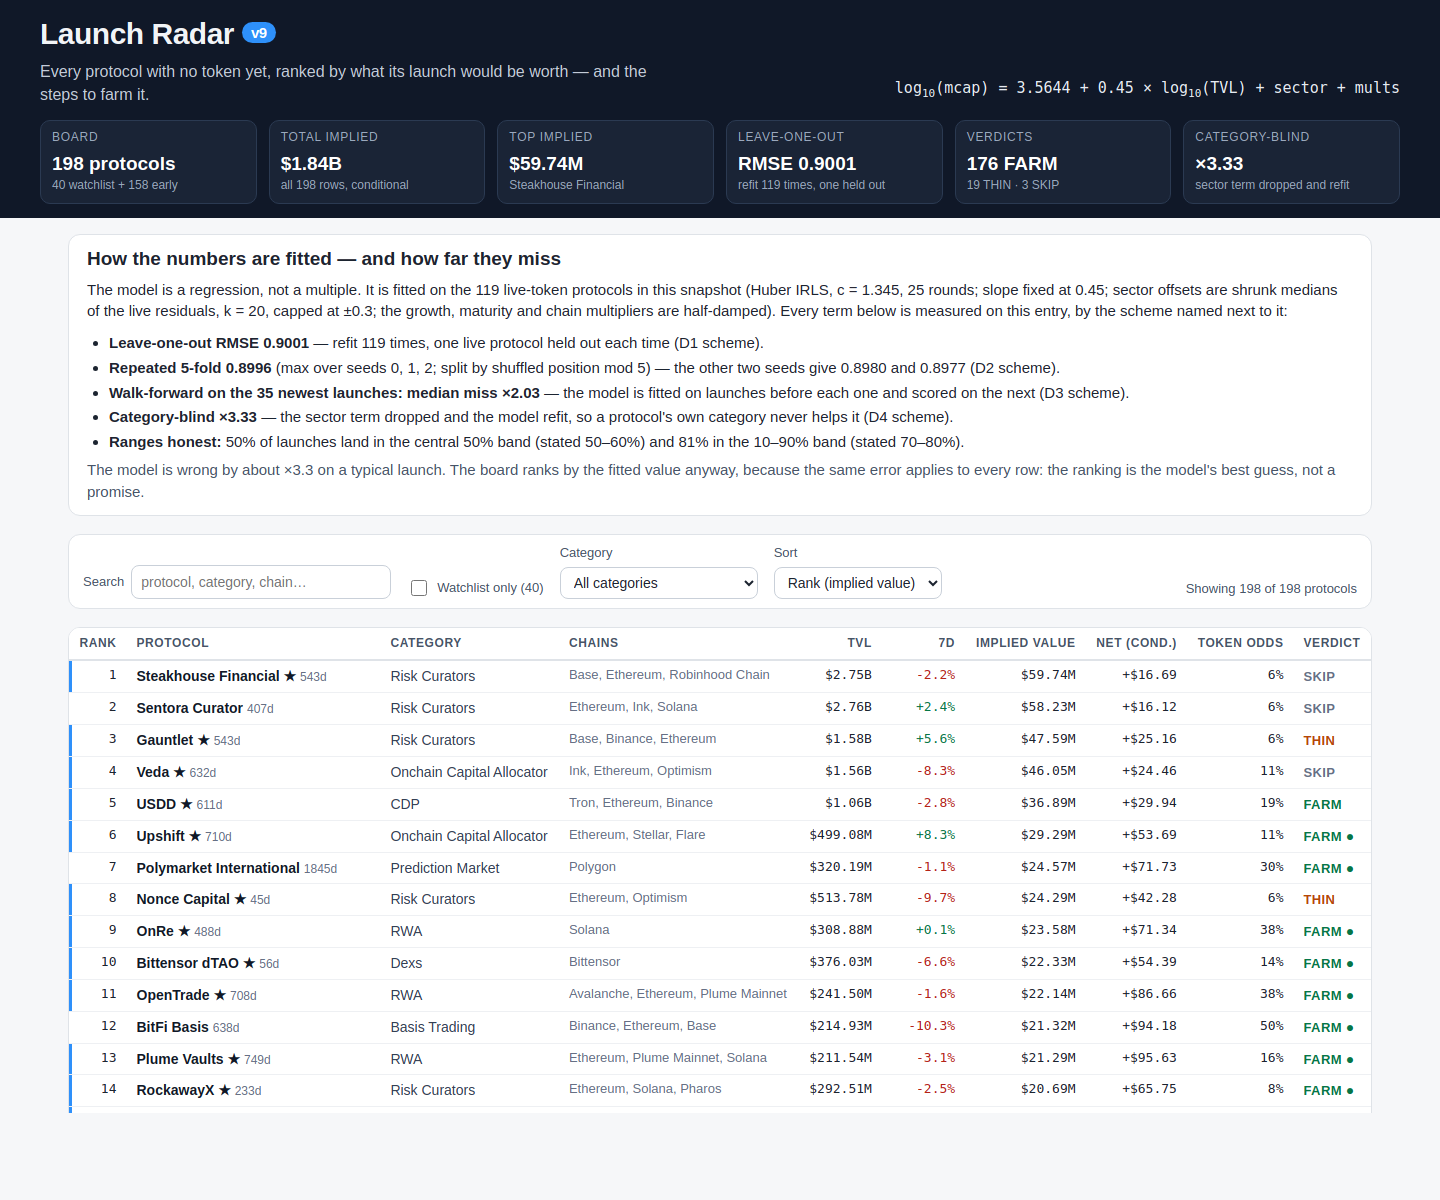 Launch Radar v9
Every protocol with no token yet, ranked by what its launch would be worth — and the
steps to farm it.
log10(mcap) = 3.5644 + 0.45 × log10(TVL) + sector + mults
BOARD
198 protocols
40 watchlist + 158 early
TOTAL IMPLIED
$1.84B
all 198 rows, conditional
TOP IMPLIED
$59.74M
Steakhouse Financial
LEAVE-ONE-OUT
RMSE 0.9001
refit 119 times, one held out
VERDICTS
176 FARM
19 THIN · 3 SKIP
CATEGORY-BLIND
×3.33
sector term dropped and refit
How the numbers are fitted — and how far they miss
The model is a regression, not a multiple. It is fitted on the 119 live-token protocols in this snapshot (Huber IRLS, c = 1.345, 25 rounds; slope fixed at 0.45; sector offsets are shrunk medians
of the live residuals, k = 20, capped at ±0.3; the growth, maturity and chain multipliers are half-damped). Every term below is measured on this entry, by the scheme named next to it:
• Leave-one-out RMSE 0.9001 — refit 119 times, one live protocol held out each time (D1 scheme).
• Repeated 5-fold 0.8996 (max over seeds 0, 1, 2; split by shuffled position mod 5) — the other two seeds give 0.8980 and 0.8977 (D2 scheme).
• Walk-forward on the 35 newest launches: median miss ×2.03 — the model is fitted on launches before each one and scored on the next (D3 scheme).
• Category-blind ×3.33 — the sector term dropped and the model refit, so a protocol's own category never helps it (D4 scheme).
• Ranges honest: 50% of launches land in the central 50% band (stated 50–60%) and 81% in the 10–90% band (stated 70–80%).
The model is wrong by about ×3.3 on a typical launch. The board ranks by the fitted value anyway, because the same error applies to every row: the ranking is the model's best guess, not a
promise.
Search protocol, category, chain…
Watchlist only (40)
Category
All categories
Sort
Rank (implied value)
Showing 198 of 198 protocols
RANK PROTOCOL CATEGORY CHAINS TVL 7D IMPLIED VALUE NET (COND.) TOKEN ODDS VERDICT
1 Steakhouse Financial ★ 543d Risk Curators Base, Ethereum, Robinhood Chain $2.75B -2.2% $59.74M +$16.69 6% SKIP
2 Sentora Curator 407d Risk Curators Ethereum, Ink, Solana $2.76B +2.4% $58.23M +$16.12 6% SKIP
3 Gauntlet ★ 543d Risk Curators Base, Binance, Ethereum $1.58B +5.6% $47.59M +$25.16 6% THIN
4 Veda ★ 632d Onchain Capital Allocator Ink, Ethereum, Optimism $1.56B -8.3% $46.05M +$24.46 11% SKIP
5 USDD ★ 611d CDP Tron, Ethereum, Binance $1.06B -2.8% $36.89M +$29.94 19% FARM
6 Upshift ★ 710d Onchain Capital Allocator Ethereum, Stellar, Flare $499.08M +8.3% $29.29M +$53.69 11% FARM ●
7 Polymarket International 1845d Prediction Market Polygon $320.19M -1.1% $24.57M +$71.73 30% FARM ●
8 Nonce Capital ★ 45d Risk Curators Ethereum, Optimism $513.78M -9.7% $24.29M +$42.28 6% THIN
9 OnRe ★ 488d RWA Solana $308.88M +0.1% $23.58M +$71.34 38% FARM ●
10 Bittensor dTAO ★ 56d Dexs Bittensor $376.03M -6.6% $22.33M +$54.39 14% FARM ●
11 OpenTrade ★ 708d RWA Avalanche, Ethereum, Plume Mainnet $241.50M -1.6% $22.14M +$86.66 38% FARM ●
12 BitFi Basis 638d Basis Trading Binance, Ethereum, Base $214.93M -10.3% $21.32M +$94.18 50% FARM ●
13 Plume Vaults ★ 749d RWA Ethereum, Plume Mainnet, Solana $211.54M -3.1% $21.29M +$95.63 16% FARM ●
14 RockawayX ★ 233d Risk Curators Ethereum, Solana, Pharos $292.51M -2.5% $20.69M +$65.75 8% FARM ●